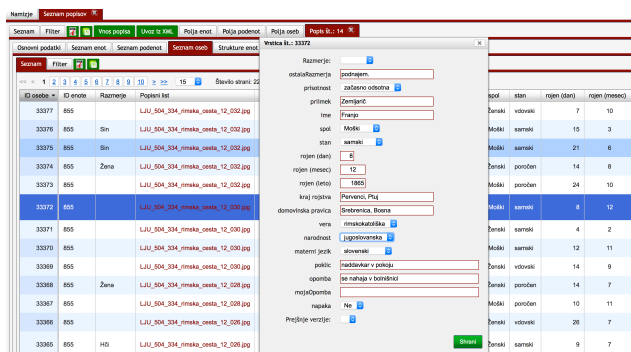 Namizje Seznam popisov
Seznam Filter Vnos popisa Uvoz iz XML Polja enot Polja podenot Polja oseb Popis št.: 14
Osnovni podatki Seznam enot Seznam podenot Seznam oseb Strukture enot
Seznam Filter
<< < 1 2 3 4 5 6 7 8 9 10 > >> 15 Število strani: 22
ID osebe ID enote Razmerje Popisni list spol stan rojen (dan) rojen (mesec)
33377 855 LJU_504_334_rimska_cesta_12_032.jpg Ženski vdovski 7 10
33376 855 Sin LJU_504_334_rimska_cesta_12_032.jpg Moški samski 15 3
33375 855 Sin LJU_504_334_rimska_cesta_12_032.jpg Moški samski 21 6
33374 855 Žena LJU_504_334_rimska_cesta_12_032.jpg Ženski poročen 14 8
33373 855 LJU_504_334_rimska_cesta_12_032.jpg Moški poročen 24 10
33372 855 LJU_504_334_rimska_cesta_12_030.jpg Moški samski 8 12
33371 855 LJU_504_334_rimska_cesta_12_030.jpg Ženski samski 4 2
33370 855 LJU_504_334_rimska_cesta_12_030.jpg Moški samski 12 11
33369 855 LJU_504_334_rimska_cesta_12_030.jpg Ženski vdovski 14 9
33368 855 Žena LJU_504_334_rimska_cesta_12_028.jpg Ženski poročen 14 7
33367 855 LJU_504_334_rimska_cesta_12_028.jpg Moški poročen 10 11
33366 855 LJU_504_334_rimska_cesta_12_026.jpg Ženski vdovski 26 7
33365 855 Hči LJU_504_334_rimska_cesta_12_026.jpg Ženski samski 9 7
Vrstica št.: 33372
Razmerje:
ostalaRazmerja podnajem.
prisotnost začasno odsotna
priimek Zemljarič
ime Franjo
spol Moški
stan samski
rojen (dan) 8
rojen (mesec) 12
rojen (leto) 1865
kraj rojstva Pervenci, Ptuj
domovinska pravica Srebrenica, Bosna
vera rimskokatoliška
narodnost jugoslovanska
materni jezik slovenski
poklic naddavkar v pokoju
opomba se nahaja v bolnišnici
mojaOpomba
napaka Ne
Prejšnje verzije:
Shrani